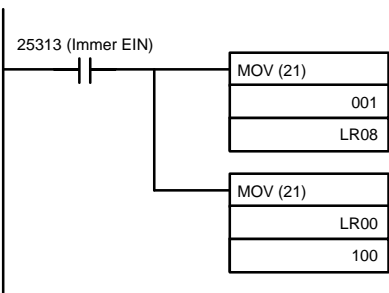 25313 (Immer EIN)
MOV (21)
001
LR08
MOV (21)
LR00
100